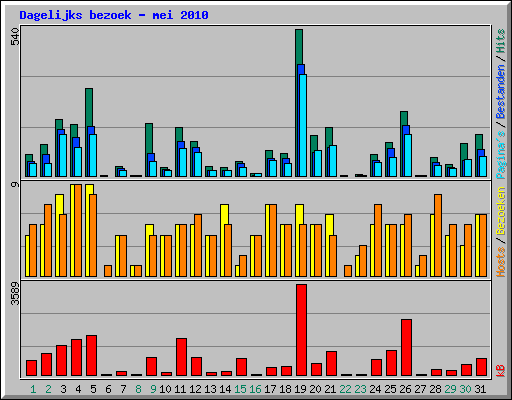 Dagelijks bezoek - mei 2010
540
9
3589
Hosts / Bezoeken Pagina's / Bestanden / Hits
kB
1 2 3 4 5 6 7 8 9 10 11 12 13 14 15 16 17 18 19 20 21 22 23 24 25 26 27 28 29 30 31